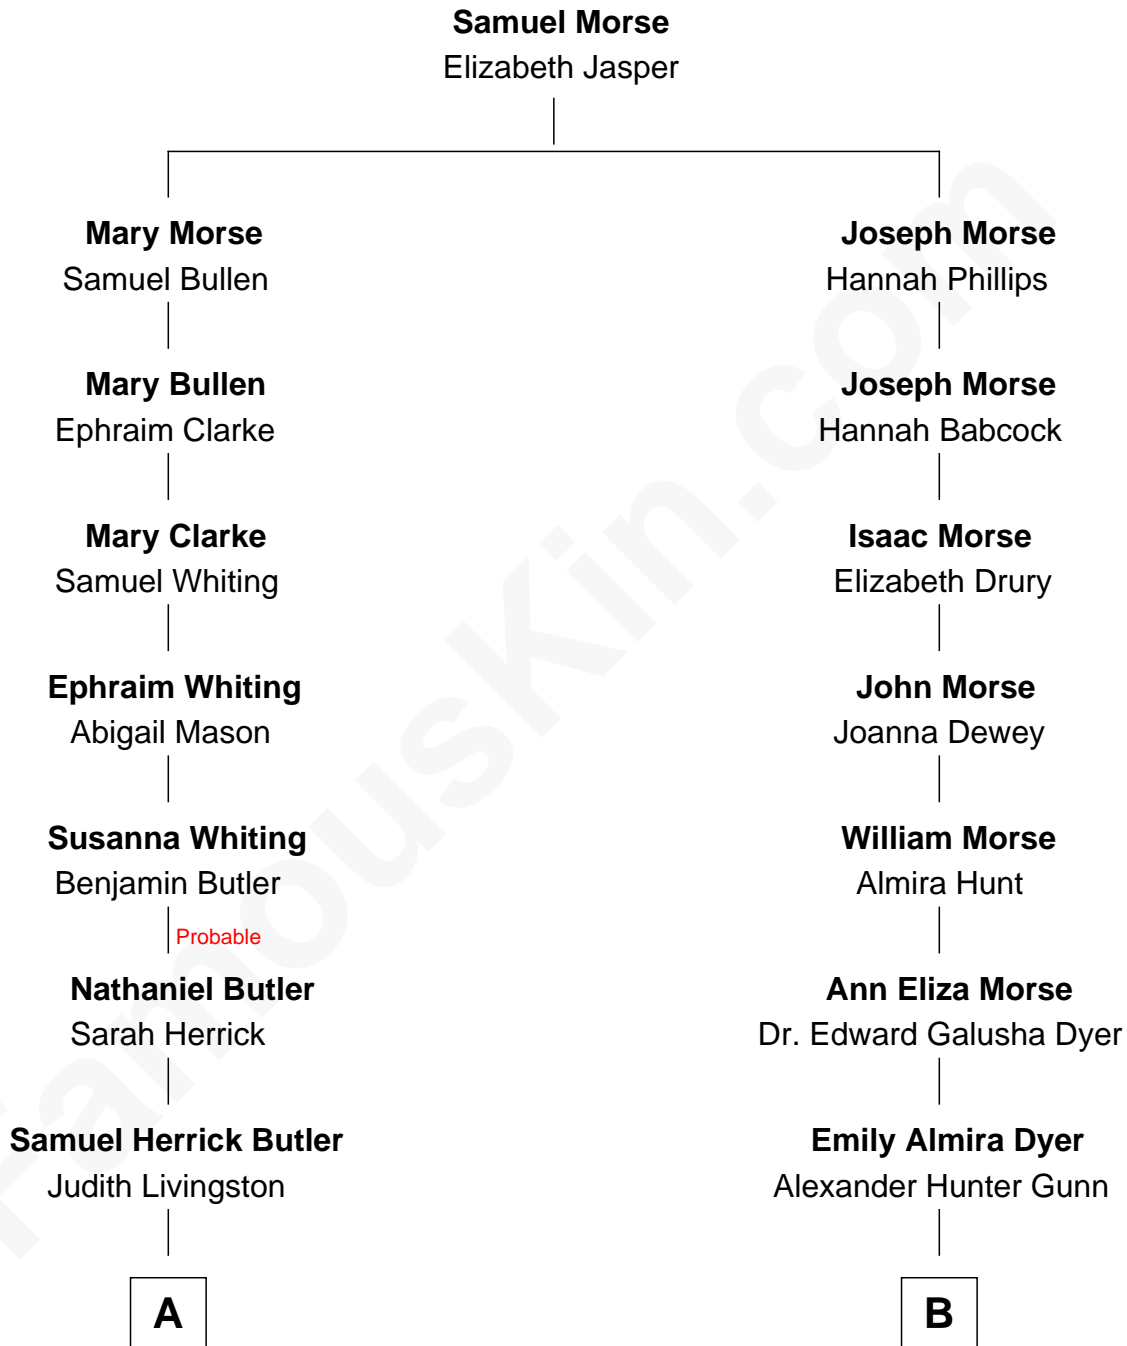 Samuel Morse
Elizabeth Jasper
Mary Morse
Samuel Bullen
Mary Bullen
Ephraim Clarke
Mary Clarke
Samuel Whiting
Ephraim Whiting
Abigail Mason
Susanna Whiting
Benjamin Butler
Probable
Nathaniel Butler
Sarah Herrick
Samuel Herrick Butler
Judith Livingston
A
Joseph Morse
Hannah Phillips
Joseph Morse
Hannah Babcock
Isaac Morse
Elizabeth Drury
John Morse
Joanna Dewey
William Morse
Almira Hunt
Ann Eliza Morse
Dr. Edward Galusha Dyer
Emily Almira Dyer
Alexander Hunter Gunn
B
FamousKin.com